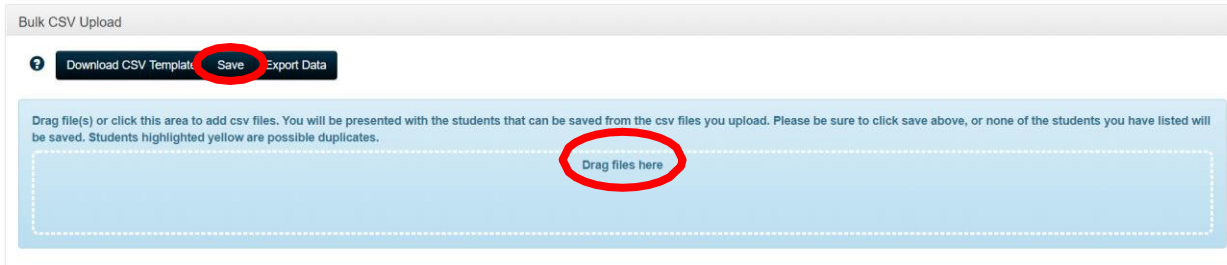 Bulk CSV Upload
? Download CSV Template Save Export Data
Drag file(s) or click this area to add csv files. You will be presented with the students that can be saved from the csv files you upload. Please be sure to click save above, or none of the students you have listed will
be saved. Students highlighted yellow are possible duplicates.
Drag files here